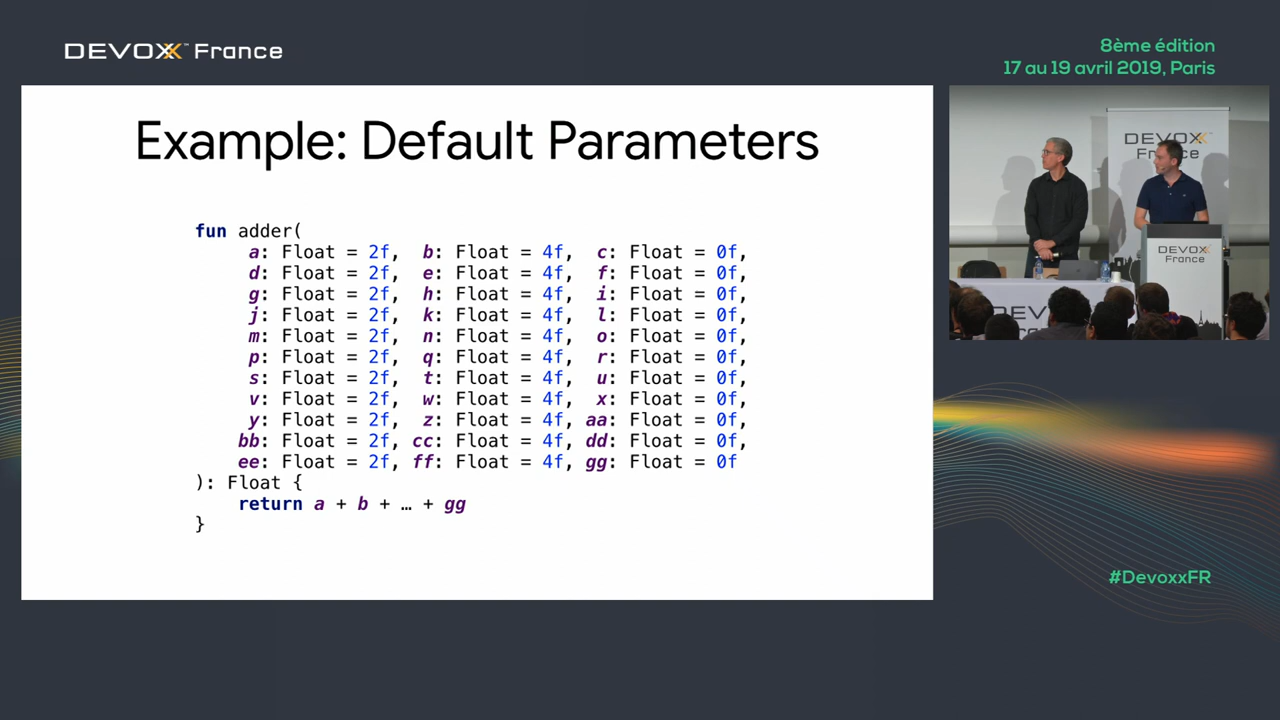 DEVOXX™ France
8ème édition
17 au 19 avril 2019, Paris
Example: Default Parameters
fun adder(
a: Float = 2f, b: Float = 4f, c: Float = 0f,
d: Float = 2f, e: Float = 4f, f: Float = 0f,
g: Float = 2f, h: Float = 4f, i: Float = 0f,
j: Float = 2f, k: Float = 4f, l: Float = 0f,
m: Float = 2f, n: Float = 4f, o: Float = 0f,
p: Float = 2f, q: Float = 4f, r: Float = 0f,
s: Float = 2f, t: Float = 4f, u: Float = 0f,
v: Float = 2f, w: Float = 4f, x: Float = 0f,
y: Float = 2f, z: Float = 4f, aa: Float = 0f,
bb: Float = 2f, cc: Float = 4f, dd: Float = 0f,
ee: Float = 2f, ff: Float = 4f, gg: Float = 0f
): Float {
return a + b + … + gg
}
DEVOXX
France
DEVOXX
France
DEVOXX
#DevoxxFR